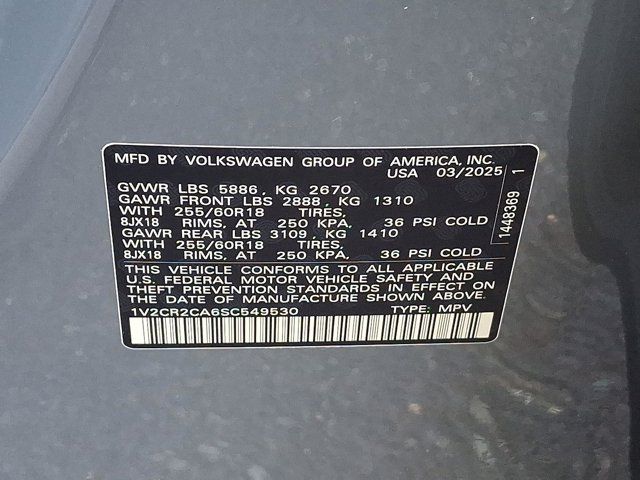 MFD BY VOLKSWAGEN GROUP OF AMERICA, INC.
USA 03/2025
GVWR LBS 5886, KG 2670
GAWR FRONT LBS 2888, KG 1310
WITH 255/60R18 TIRES,
8JX18 RIMS, AT 250 KPA, 36 PSI COLD
GAWR REAR LBS 3109, KG 1410
WITH 255/60R18 TIRES,
8JX18 RIMS, AT 250 KPA, 36 PSI COLD
THIS VEHICLE CONFORMS TO ALL APPLICABLE
U.S. FEDERAL MOTOR VEHICLE SAFETY AND
THEFT PREVENTION STANDARDS IN EFFECT ON
THE DATE OF MANUFACTURE SHOWN ABOVE.
1V2CR2CA6SC549530 TYPE: MPV
1448369 1